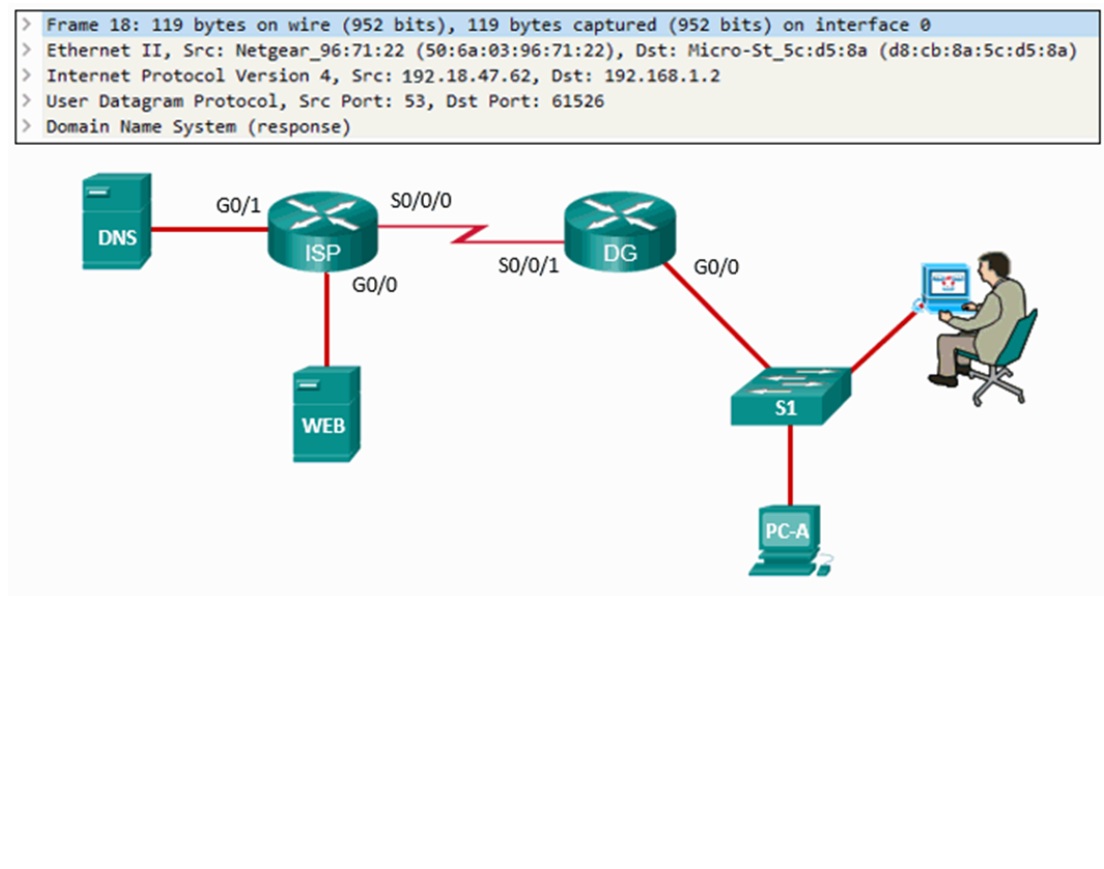 > Frame 18: 119 bytes on wire (952 bits), 119 bytes captured (952 bits) on interface 0
> Ethernet II, Src: Netgear_96:71:22 (50:6a:03:96:71:22), Dst: Micro-St_5c:d5:8a (d8:cb:8a:5c:d5:8a)
> Internet Protocol Version 4, Src: 192.18.47.62, Dst: 192.168.1.2
> User Datagram Protocol, Src Port: 53, Dst Port: 61526
> Domain Name System (response)
G0/1
S0/0/0
DNS
ISP
DG
S0/0/1
G0/0
G0/0
S1
WEB
PC-A